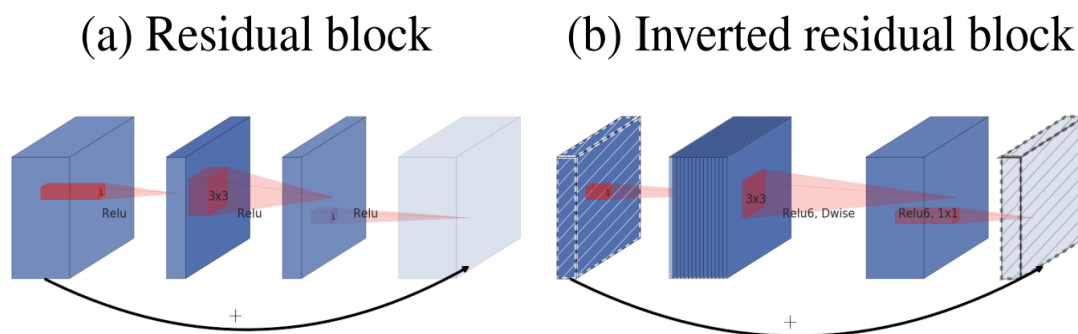 (a) Residual block
(b) Inverted residual block
1
Relu
3x3
Relu
1
Relu
+
1
3x3
Relu6, Dwise
Relu6, 1x1
+